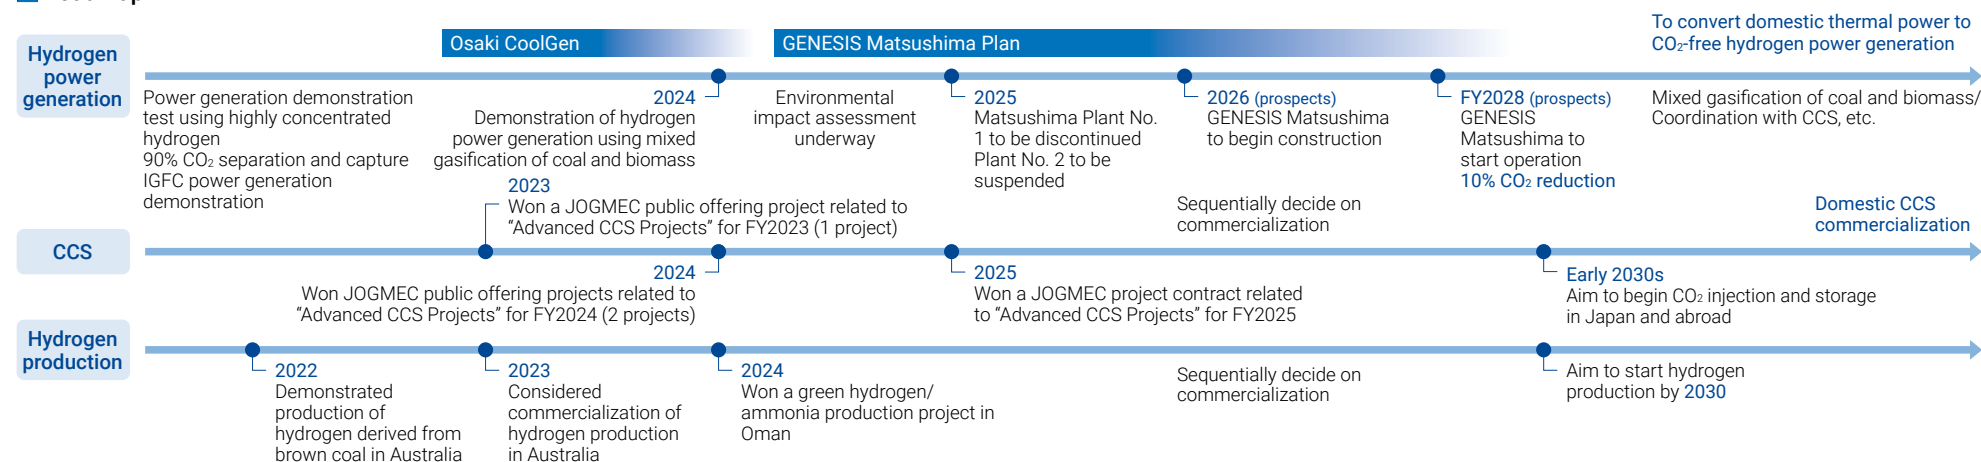 Hydrogen
power
generation
Osaki CoolGen
GENESIS Matsushima Plan
To convert domestic thermal power to
CO₂-free hydrogen power generation
Power generation demonstration
test using highly concentrated
hydrogen
90% CO₂ separation and capture
IGFC power generation
demonstration
2024
Demonstration of hydrogen
power generation using mixed
gasification of coal and biomass
Environmental
impact assessment
underway
2025
Matsushima Plant No.
1 to be discontinued
Plant No. 2 to be
suspended
2026 (prospects)
GENESIS Matsushima
to begin construction
FY2028 (prospects)
GENESIS
Matsushima to
start operation
10% CO₂ reduction
Mixed gasification of coal and biomass/
Coordination with CCS, etc.
CCS
2023
Won a JOGMEC public offering project related to
“Advanced CCS Projects” for FY2023 (1 project)
2024
Won JOGMEC public offering projects related to
“Advanced CCS Projects” for FY2024 (2 projects)
2025
Won a JOGMEC project contract related
to “Advanced CCS Projects” for FY2025
Sequentially decide on
commercialization
Early 2030s
Aim to begin CO₂ injection and storage
in Japan and abroad
Domestic CCS
commercialization
Hydrogen
production
2022
Demonstrated
production of
hydrogen derived from
brown coal in Australia
2023
Considered
commercialization of
hydrogen production
in Australia
2024
Won a green hydrogen/
ammonia production project in
Oman
Sequentially decide on
commercialization
Aim to start hydrogen
production by 2030